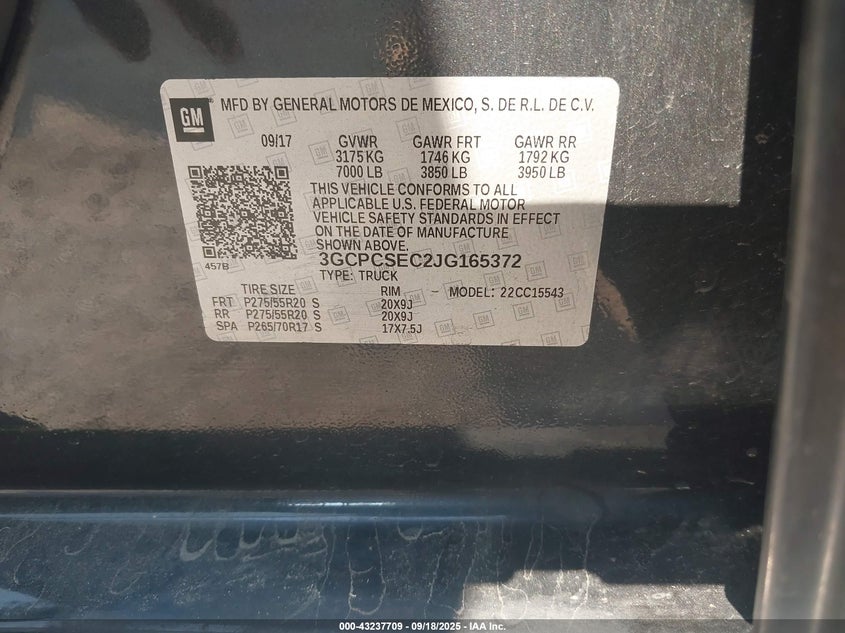 GM
MFD BY GENERAL MOTORS DE MEXICO, S. DE R.L. DE C.V.
09/17 GVWR GAWR FRT GAWR RR
3175 KG 1746 KG 1792 KG
7000 LB 3850 LB 3950 LB
THIS VEHICLE CONFORMS TO ALL
APPLICABLE U.S. FEDERAL MOTOR
VEHICLE SAFETY STANDARDS IN EFFECT
ON THE DATE OF MANUFACTURE
SHOWN ABOVE.
457B
3GCPCSEC2JG165372
TYPE: TRUCK
TIRE SIZE RIM MODEL: 22CC15543
FRT P275/55R20 S 20X9J
RR P275/55R20 S 20X9J
SPA P265/70R17 S 17X7.5J
000-43237709 - 09/18/2025 - IAA Inc.